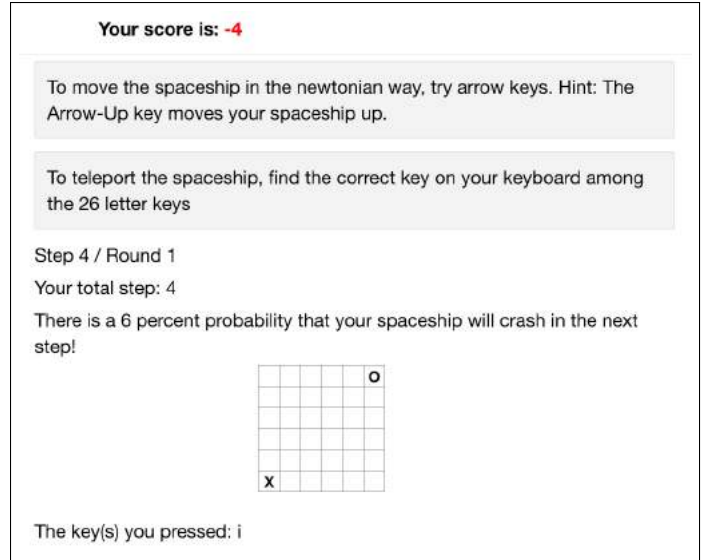 Your score is: -4
To move the spaceship in the newtonian way, try arrow keys. Hint: The
Arrow-Up key moves your spaceship up.
To teleport the spaceship, find the correct key on your keyboard among
the 26 letter keys
Step 4 / Round 1
Your total step: 4
There is a 6 percent probability that your spaceship will crash in the next
step!
O
X
The key(s) you pressed: i